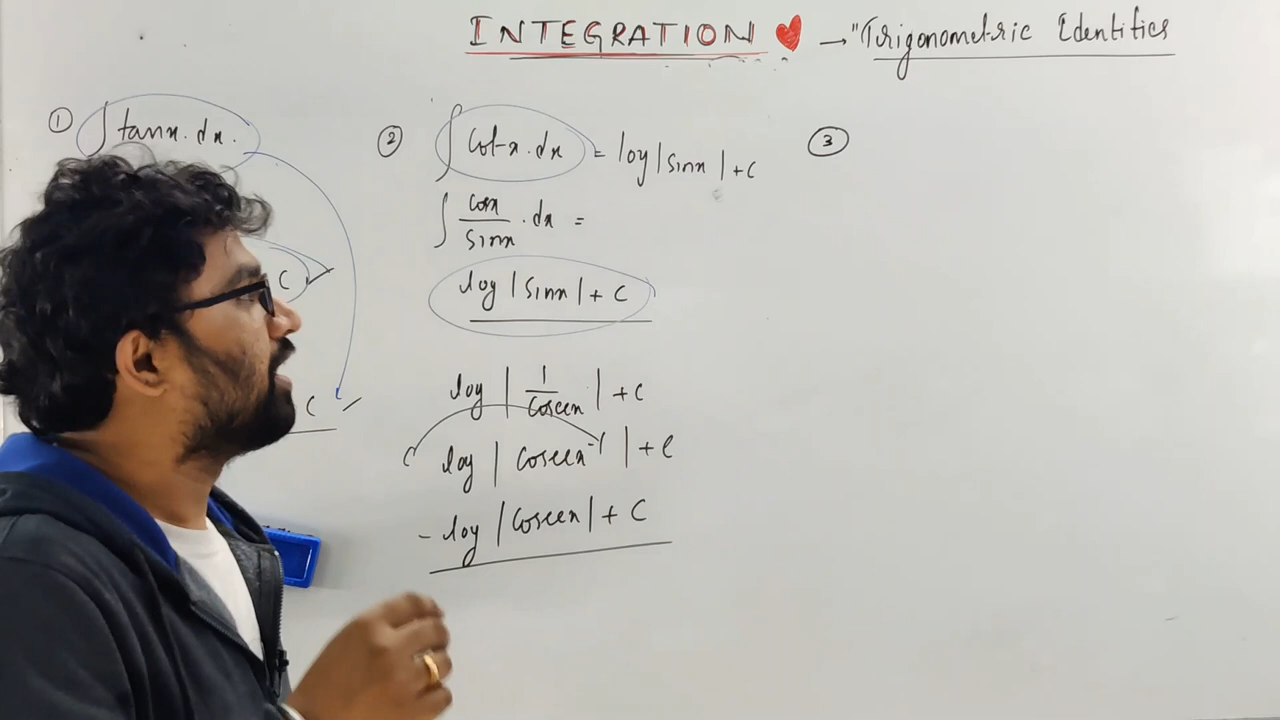 INTEGRATION ❤ → "Trigonometric Identities
① ∫ tanx. dx.
C
C
② ∫ Cot x. dx = log |sinx| + C
∫ Cosx/Sinx . dx =
log |Sinx| + C
log | 1/Cosecx | + C
log | Cosecx⁻¹ | + C
- log |Cosecx| + C
③